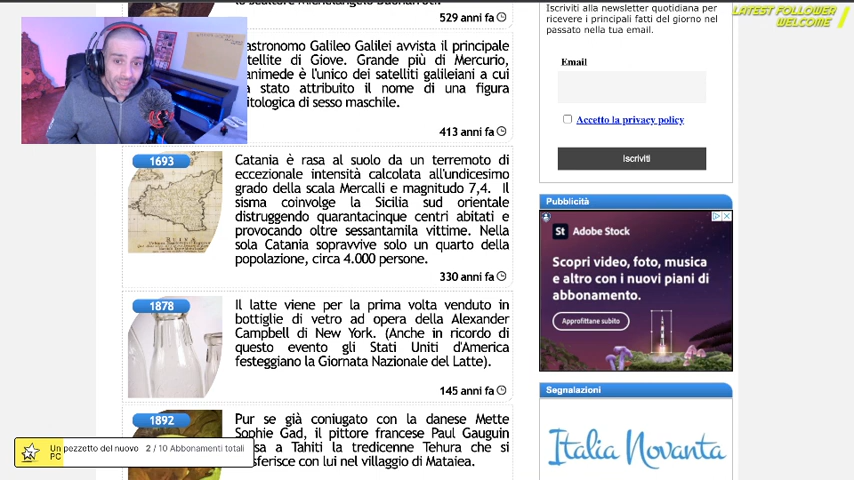 529 anni fa
astronomo Galileo Galilei avvista il principale
tellite di Giove. Grande più di Mercurio,
animede è l'unico dei satelliti galileiani a cui
stato attribuito il nome di una figura
itologica di sesso maschile.
413 anni fa
1693
Catania è rasa al suolo da un terremoto di
eccezionale intensità calcolata all'undicesimo
grado della scala Mercalli e magnitudo 7,4. Il
sisma coinvolge la Sicilia sud orientale
distruggendo quarantacinque centri abitati e
provocando oltre sessantamila vittime. Nella
sola Catania sopravvive solo un quarto della
popolazione, circa 4.000 persone.
330 anni fa
1878
Il latte viene per la prima volta venduto in
bottiglie di vetro ad opera della Alexander
Campbell di New York. (Anche in ricordo di
questo evento gli Stati Uniti d'America
festeggiano la Giornata Nazionale del Latte).
145 anni fa
1892
Pur se già coniugato con la danese Mette
Sophie Gad, il pittore francese Paul Gauguin
sa a Tahiti la tredicenne Tehura che si
sferisce con lui nel villaggio di Mataiea.
Un pezzetto del nuovo PC
2 / 10 Abbonamenti totali
Iscriviti alla newsletter quotidiana per
ricevere i principali fatti del giorno nel
passato nella tua email.
Email
Accetto la privacy policy
Iscriviti
Pubblicità
St Adobe Stock
Scopri video, foto, musica
e altro con i nuovi piani di
abbonamento.
Approfittane subito
Segnalazioni
Italia Novanta
LATEST FOLLOWER
WELCOME /